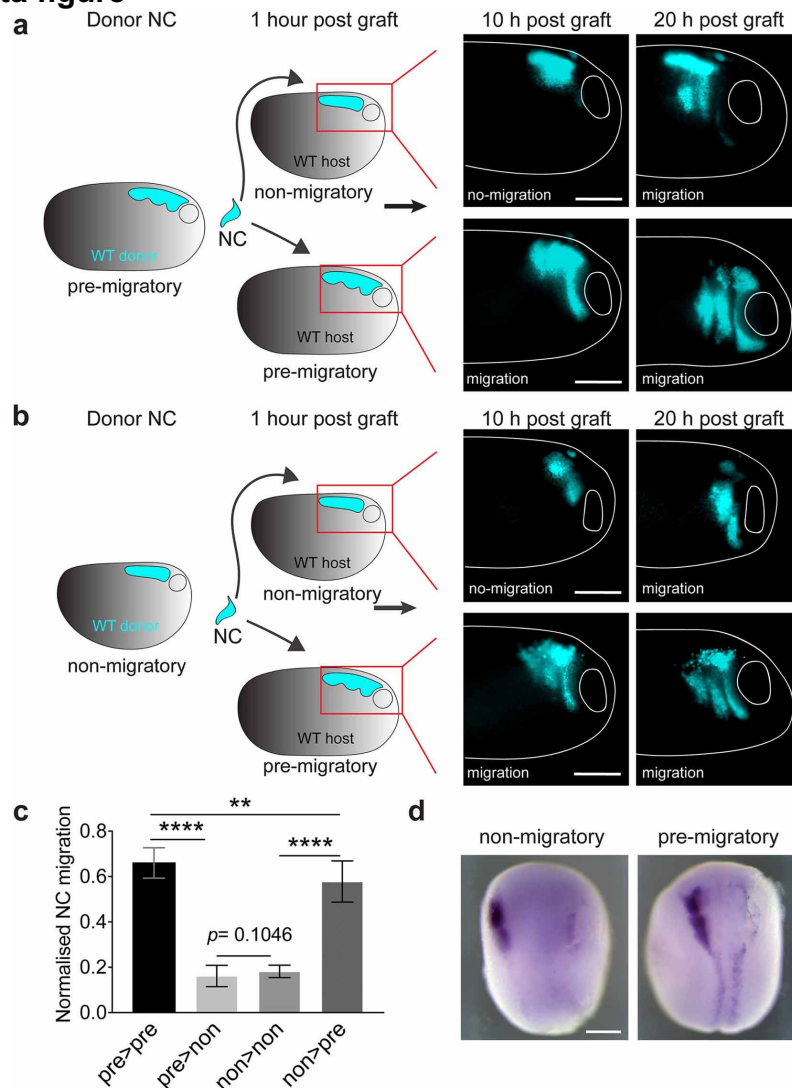 a
Donor NC
1 hour post graft
10 h post graft
20 h post graft
WT host
non-migratory
no-migration
migration
WT donor
NC
pre-migratory
WT host
pre-migratory
migration
migration
b
Donor NC
1 hour post graft
10 h post graft
20 h post graft
WT host
non-migratory
no-migration
migration
WT donor
NC
non-migratory
WT host
pre-migratory
migration
migration
c
Normalised NC migration
0.8
0.6
0.4
0.2
0.0
**
****
****
p= 0.1046
pre>pre
pre>non
non>non
non>pre
d
non-migratory
pre-migratory